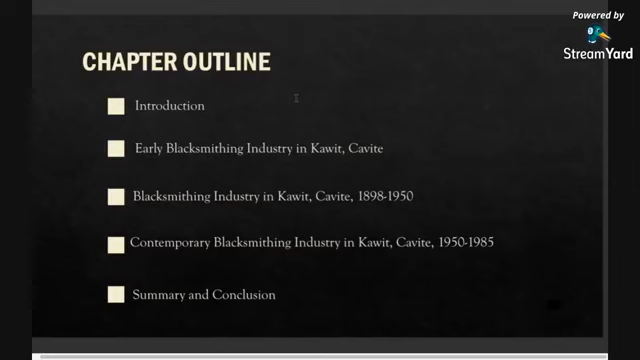 Powered by
StreamYard
CHAPTER OUTLINE
Introduction
Early Blacksmithing Industry in Kawit, Cavite
Blacksmithing Industry in Kawit, Cavite, 1898-1950
Contemporary Blacksmithing Industry in Kawit, Cavite, 1950-1985
Summary and Conclusion